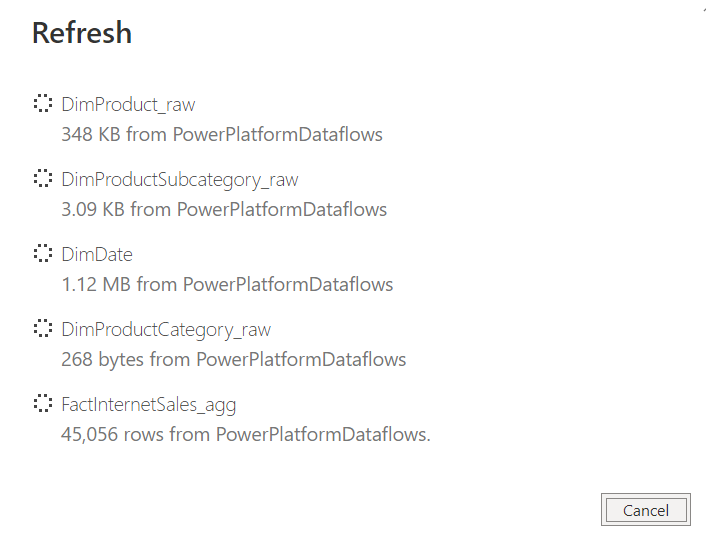 Refresh
DimProduct_raw
348 KB from PowerPlatformDataflows
DimProductSubcategory_raw
3.09 KB from PowerPlatformDataflows
DimDate
1.12 MB from PowerPlatformDataflows
DimProductCategory_raw
268 bytes from PowerPlatformDataflows
FactInternetSales_agg
45,056 rows from PowerPlatformDataflows.
Cancel